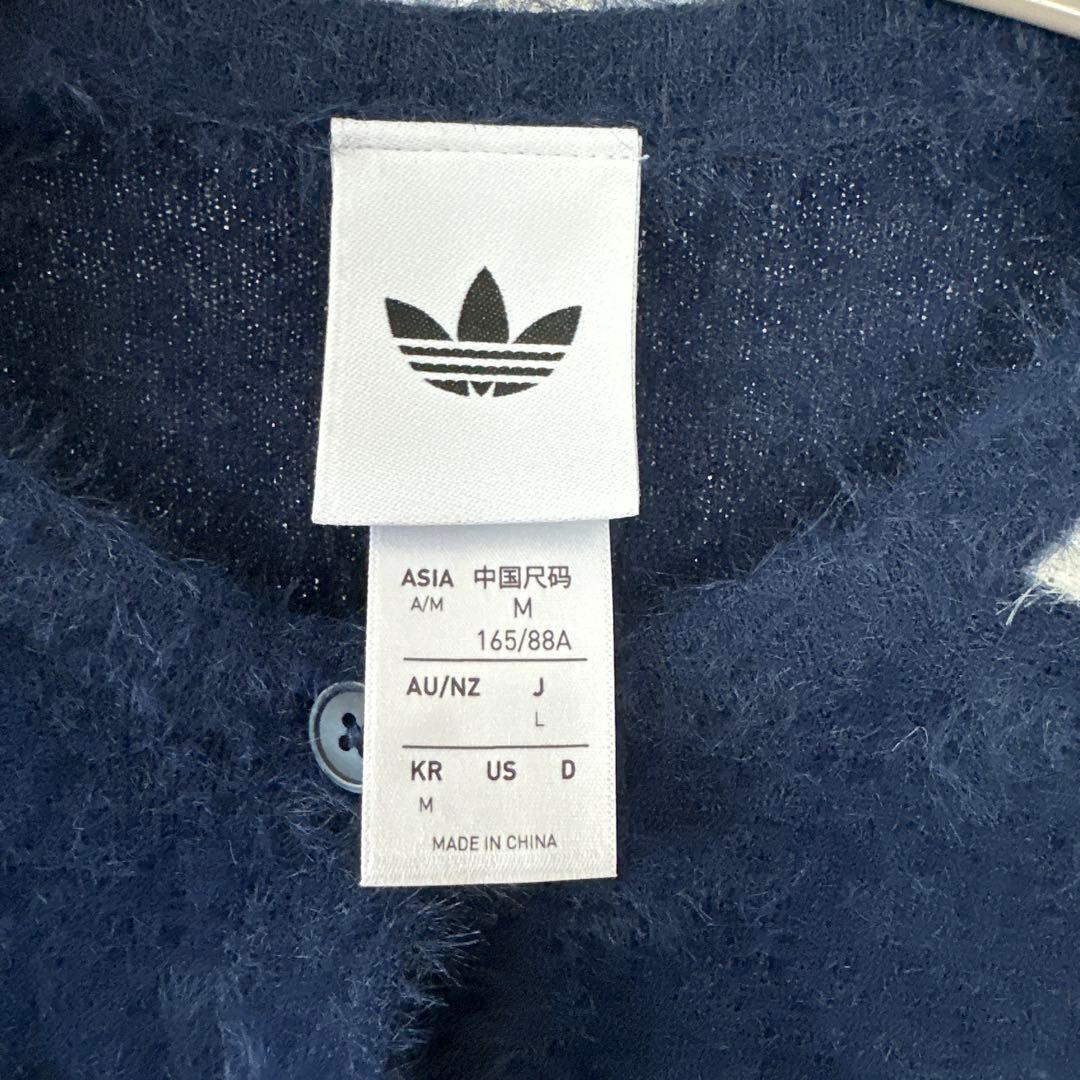 ASIA 中国尺码
A/M M
165/88A
AU/NZ J
L
KR US D
M
MADE IN CHINA